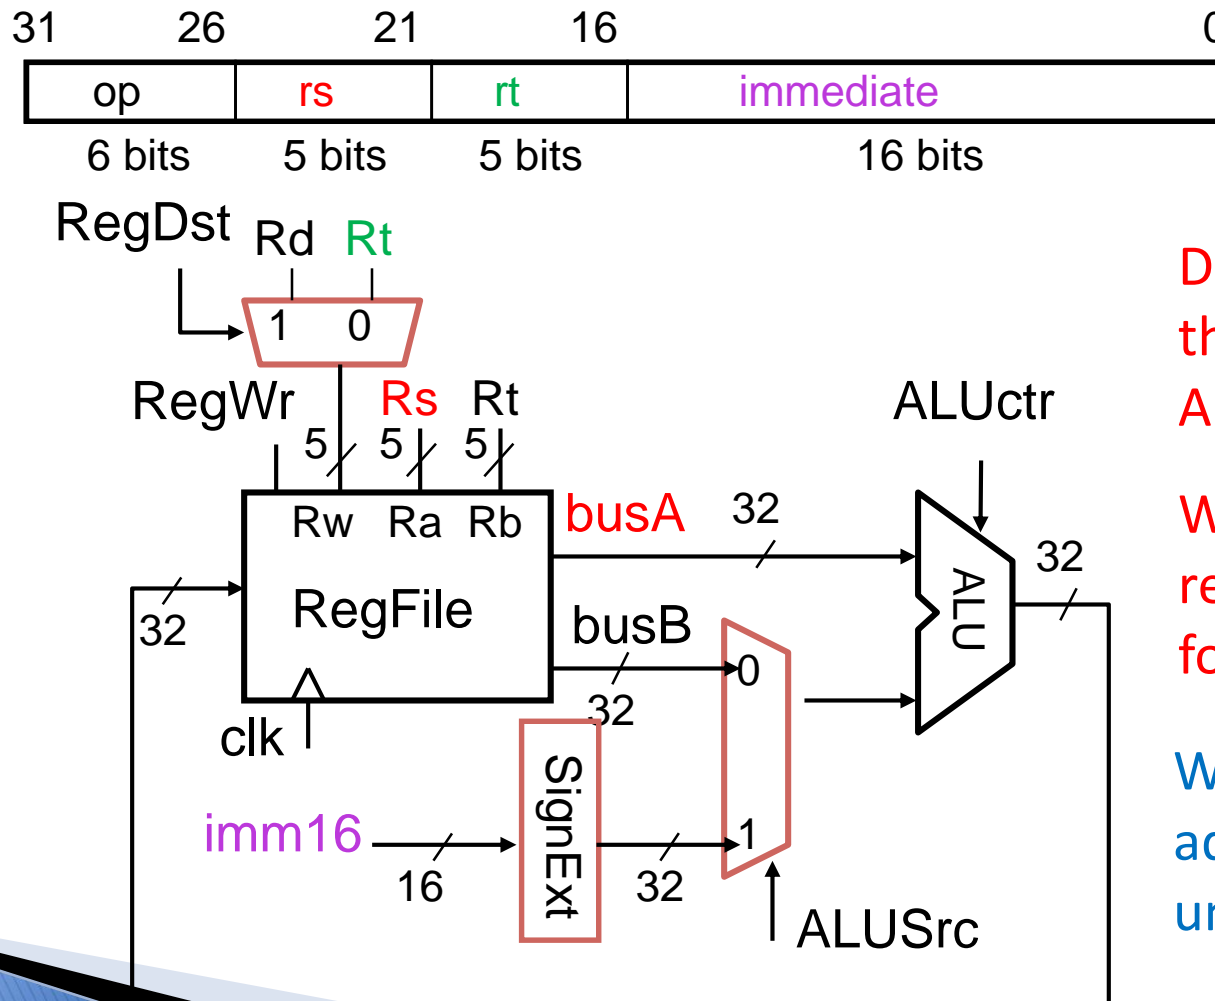 31 26 21 16
op rs rt immediate
6 bits 5 bits 5 bits 16 bits
RegDst Rd Rt
1 0
RegWr Rs Rt ALUctr
5 5 5
Rw Ra Rb busA 32
32
RegFile ALU
32 busB
0
32
clk
SignExt
imm16 1
16 32
ALUSrc